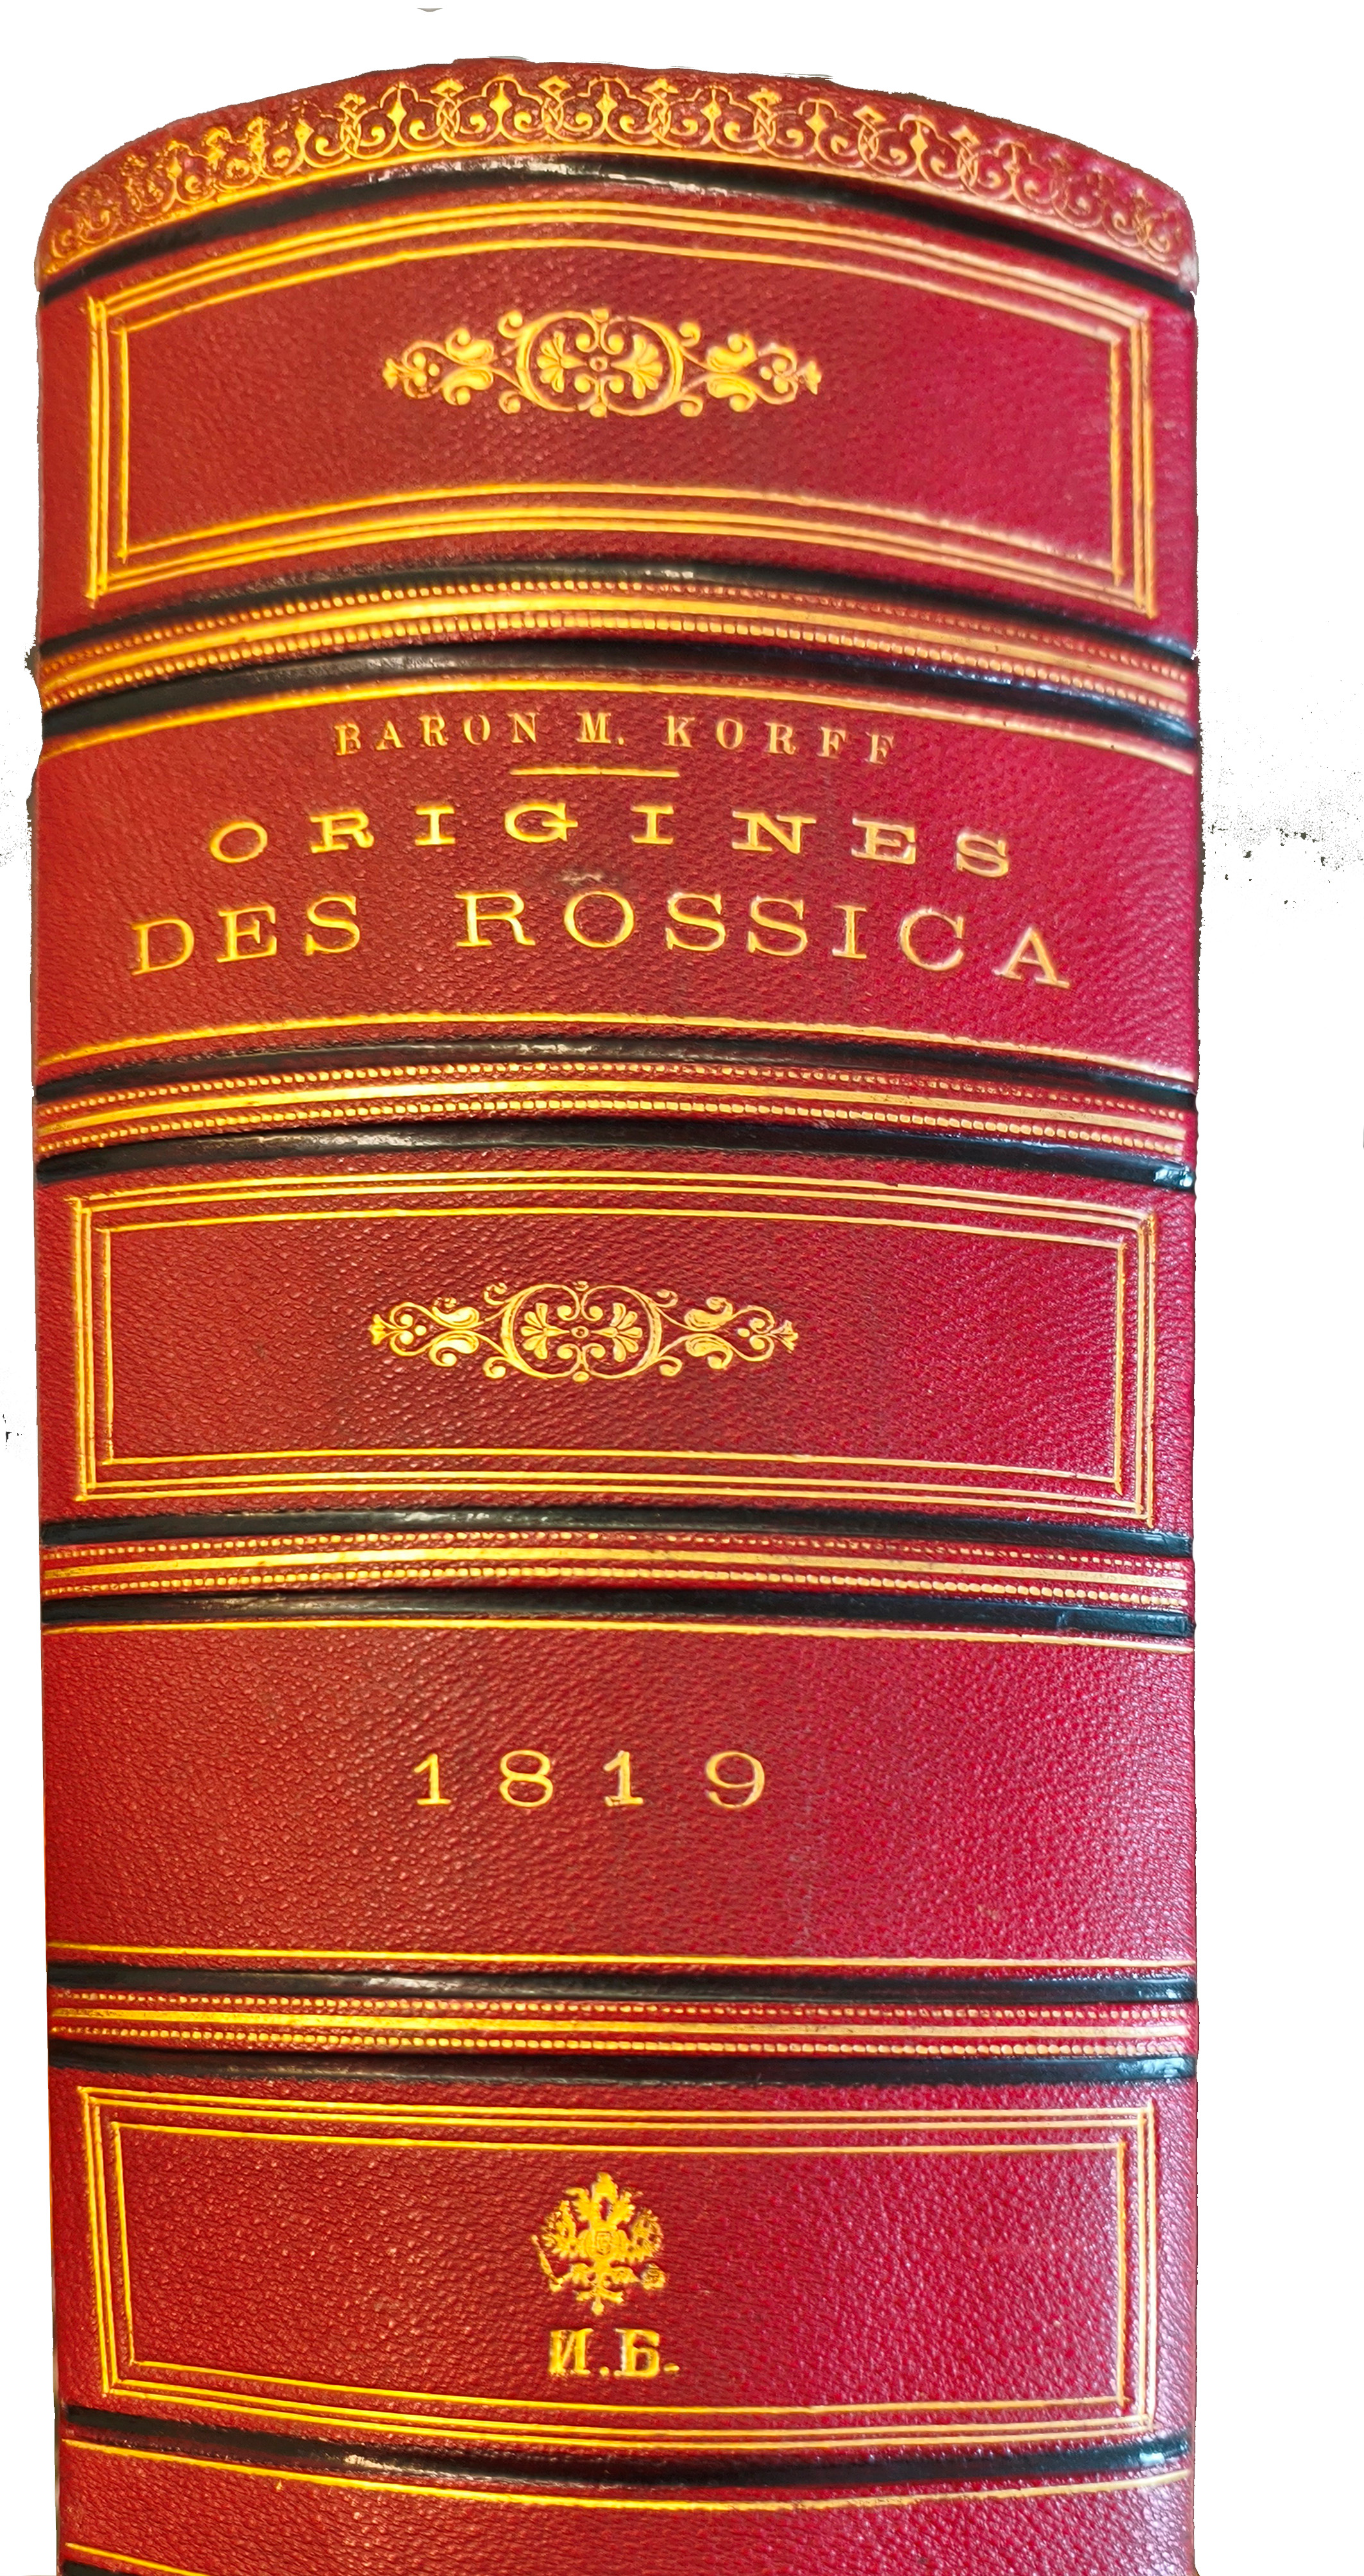 BARON M. KORFF
ORIGINES
DES ROSSICA
1819
И.Б.